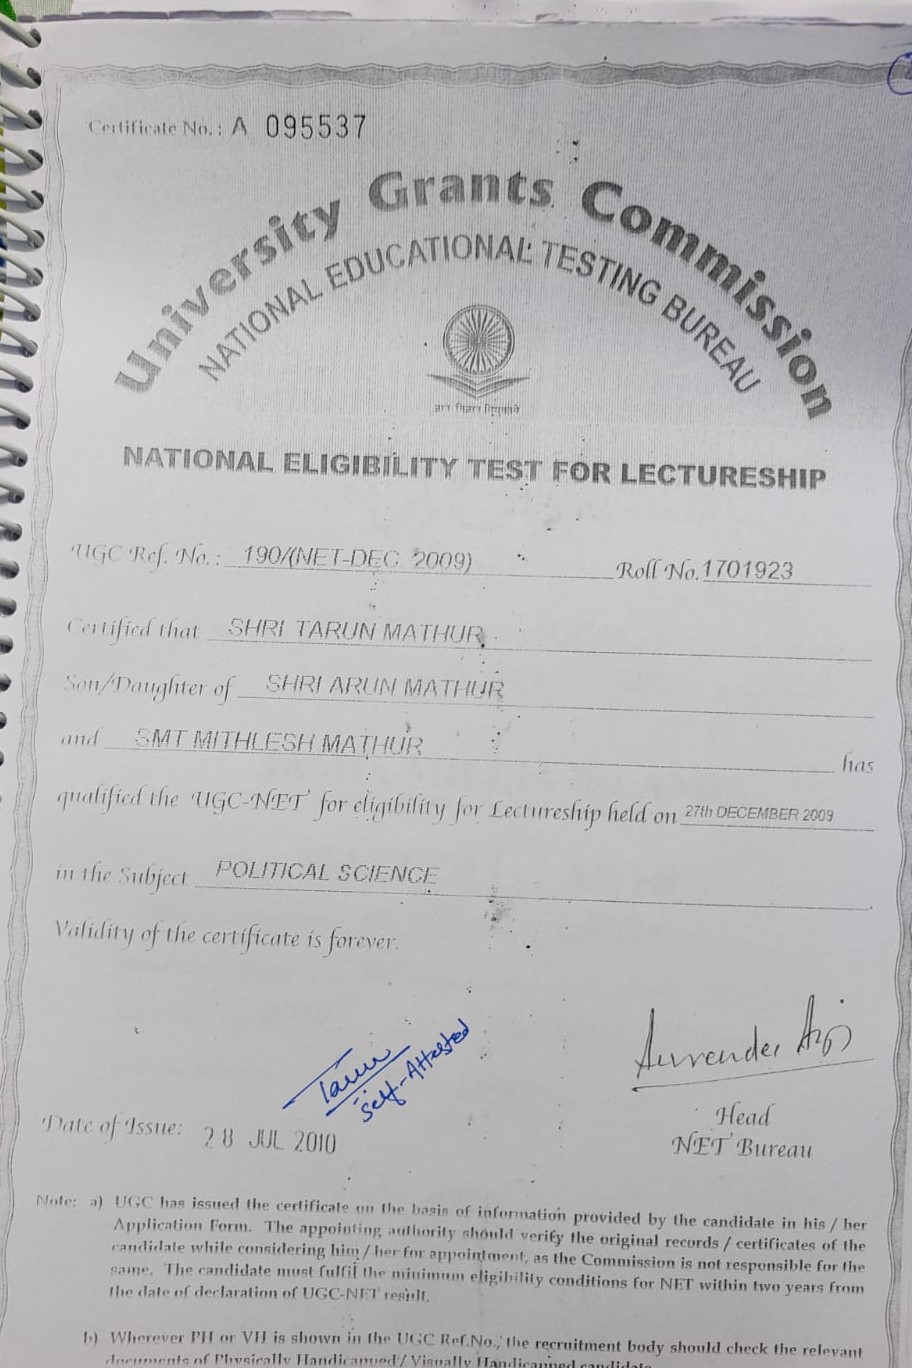 Certificate No.: A 095537
University Grants Commission
NATIONAL EDUCATIONAL TESTING BUREAU
NATIONAL ELIGIBILITY TEST FOR LECTURESHIP
UGC Ref. No.: 190/(NET-DEC. 2009) Roll No. 1701923
Certified that SHRI TARUN MATHUR
Son/Daughter of SHRI ARUN MATHUR
and SMT MITHLESH MATHUR has
qualified the UGC-NET for eligibility for Lectureship held on 27th DECEMBER 2009
in the Subject POLITICAL SCIENCE
Validity of the certificate is forever.
Tarun
Self-Attested
Surrender
Date of Issue: 28 JUL 2010
Head
NET Bureau
Note: a) UGC has issued the certificate on the basis of information provided by the candidate in his / her
Application Form. The appointing authority should verify the original records / certificates of the
candidate while considering him / her for appointment, as the Commission is not responsible for the
same. The candidate must fulfil the minimum eligibility conditions for NET within two years from
the date of declaration of UGC-NET result.
b) Wherever PH or VH is shown in the UGC Ref.No., the recruitment body should check the relevant
documents of Physically Handicapped/ Visually Handicapped candidate